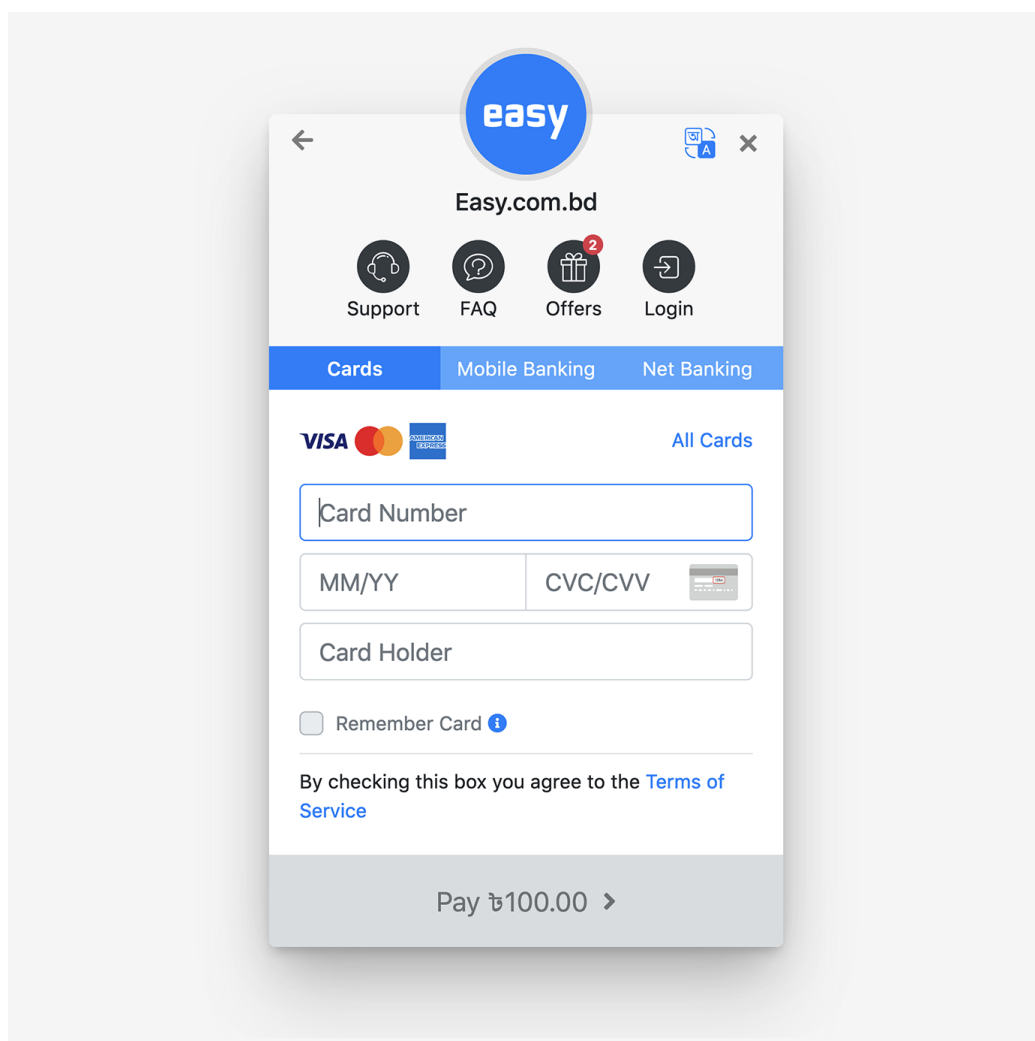 easy
অ
A
Easy.com.bd
2
Support FAQ Offers Login
Cards Mobile Banking Net Banking
VISA AMERICAN EXPRESS All Cards
Card Number
MM/YY CVC/CVV
Card Holder
Remember Card i
By checking this box you agree to the Terms of
Service
Pay ৳100.00